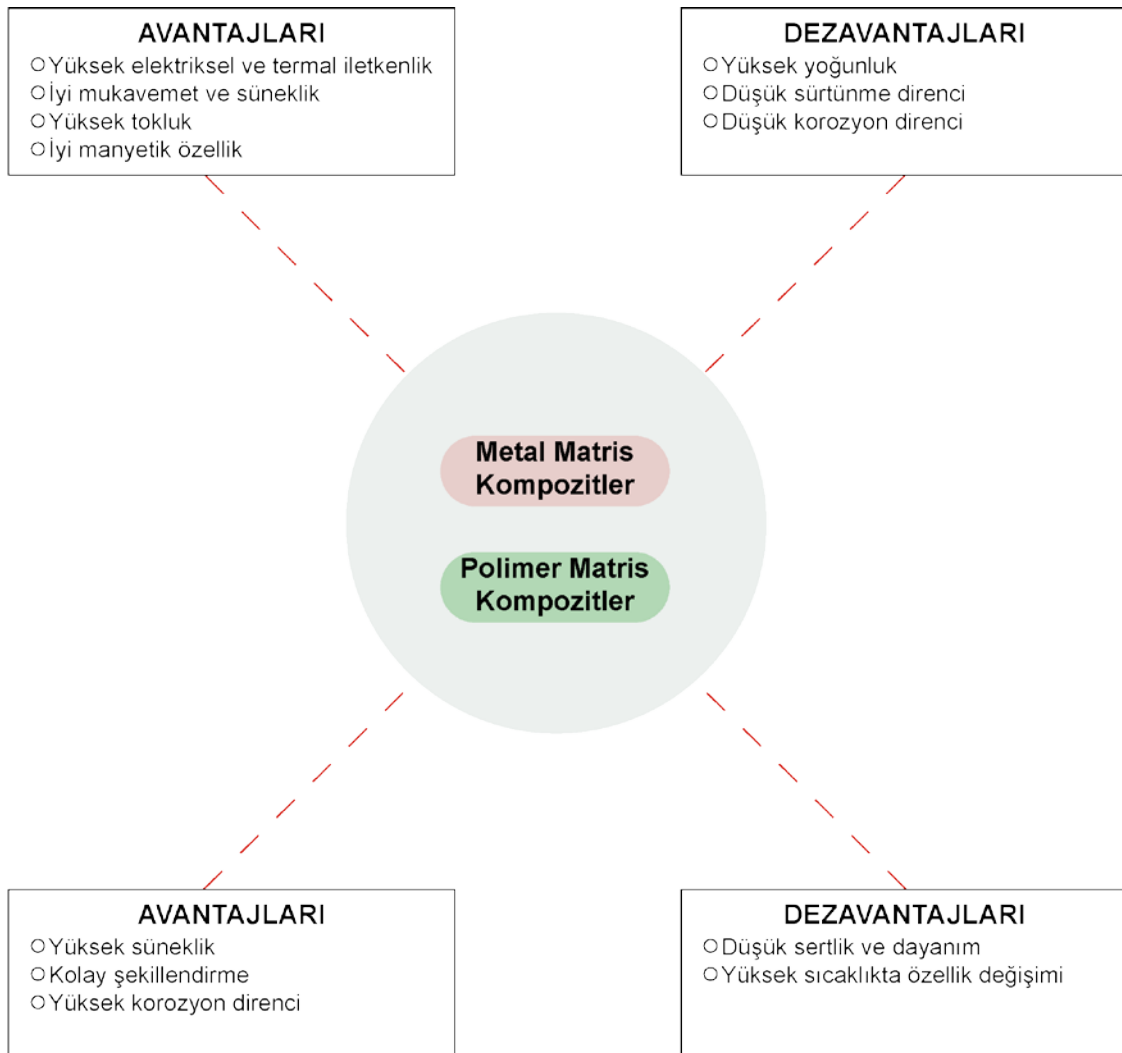 AVANTAJLARI
Yüksek elektriksel ve termal iletkenlik
İyi mukavemet ve süneklik
Yüksek tokluk
İyi manyetik özellik
DEZAVANTAJLARI
Yüksek yoğunluk
Düşük sürtünme direnci
Düşük korozyon direnci
Metal Matris
Kompozitler
Polimer Matris
Kompozitler
AVANTAJLARI
Yüksek süneklik
Kolay şekillendirme
Yüksek korozyon direnci
DEZAVANTAJLARI
Düşük sertlik ve dayanım
Yüksek sıcaklıkta özellik değişimi